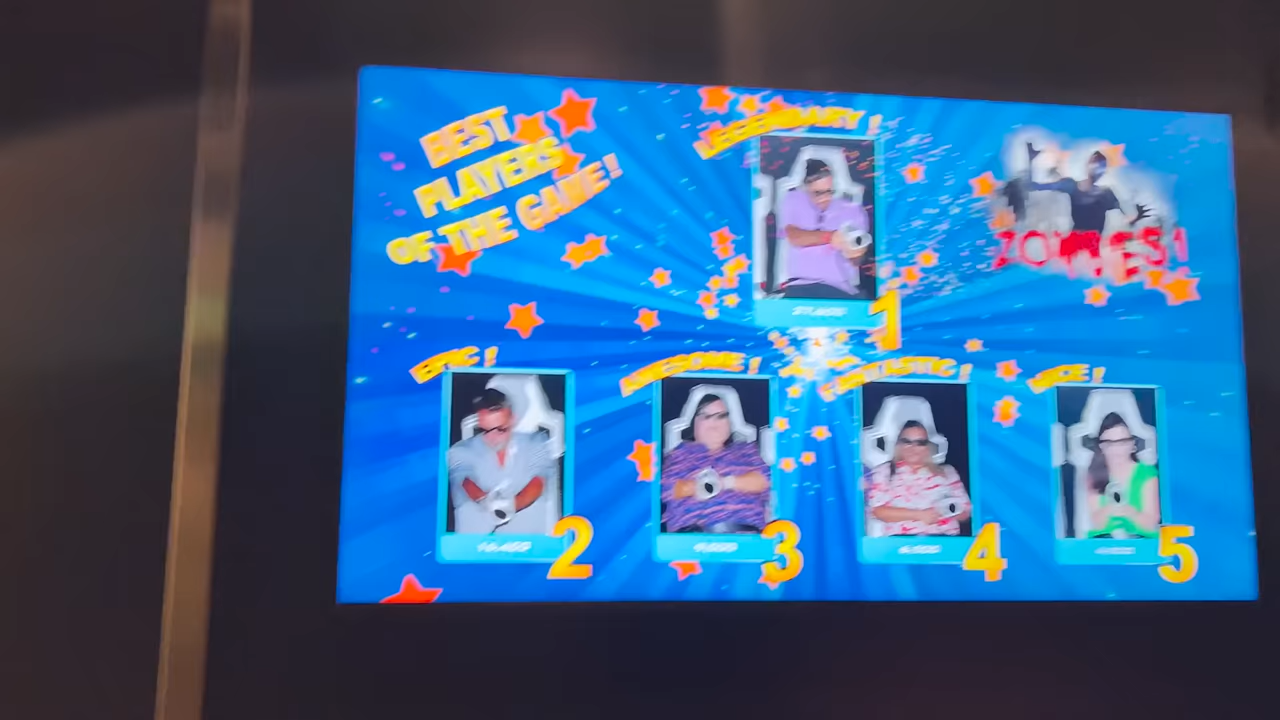 BEST
PLAYERS
OF THE GAME!
LEGENDARY!
ZOMBIES!
1
EPIC!
AWESOME!
FANTASTIC!
NICE!
2
3
4
5